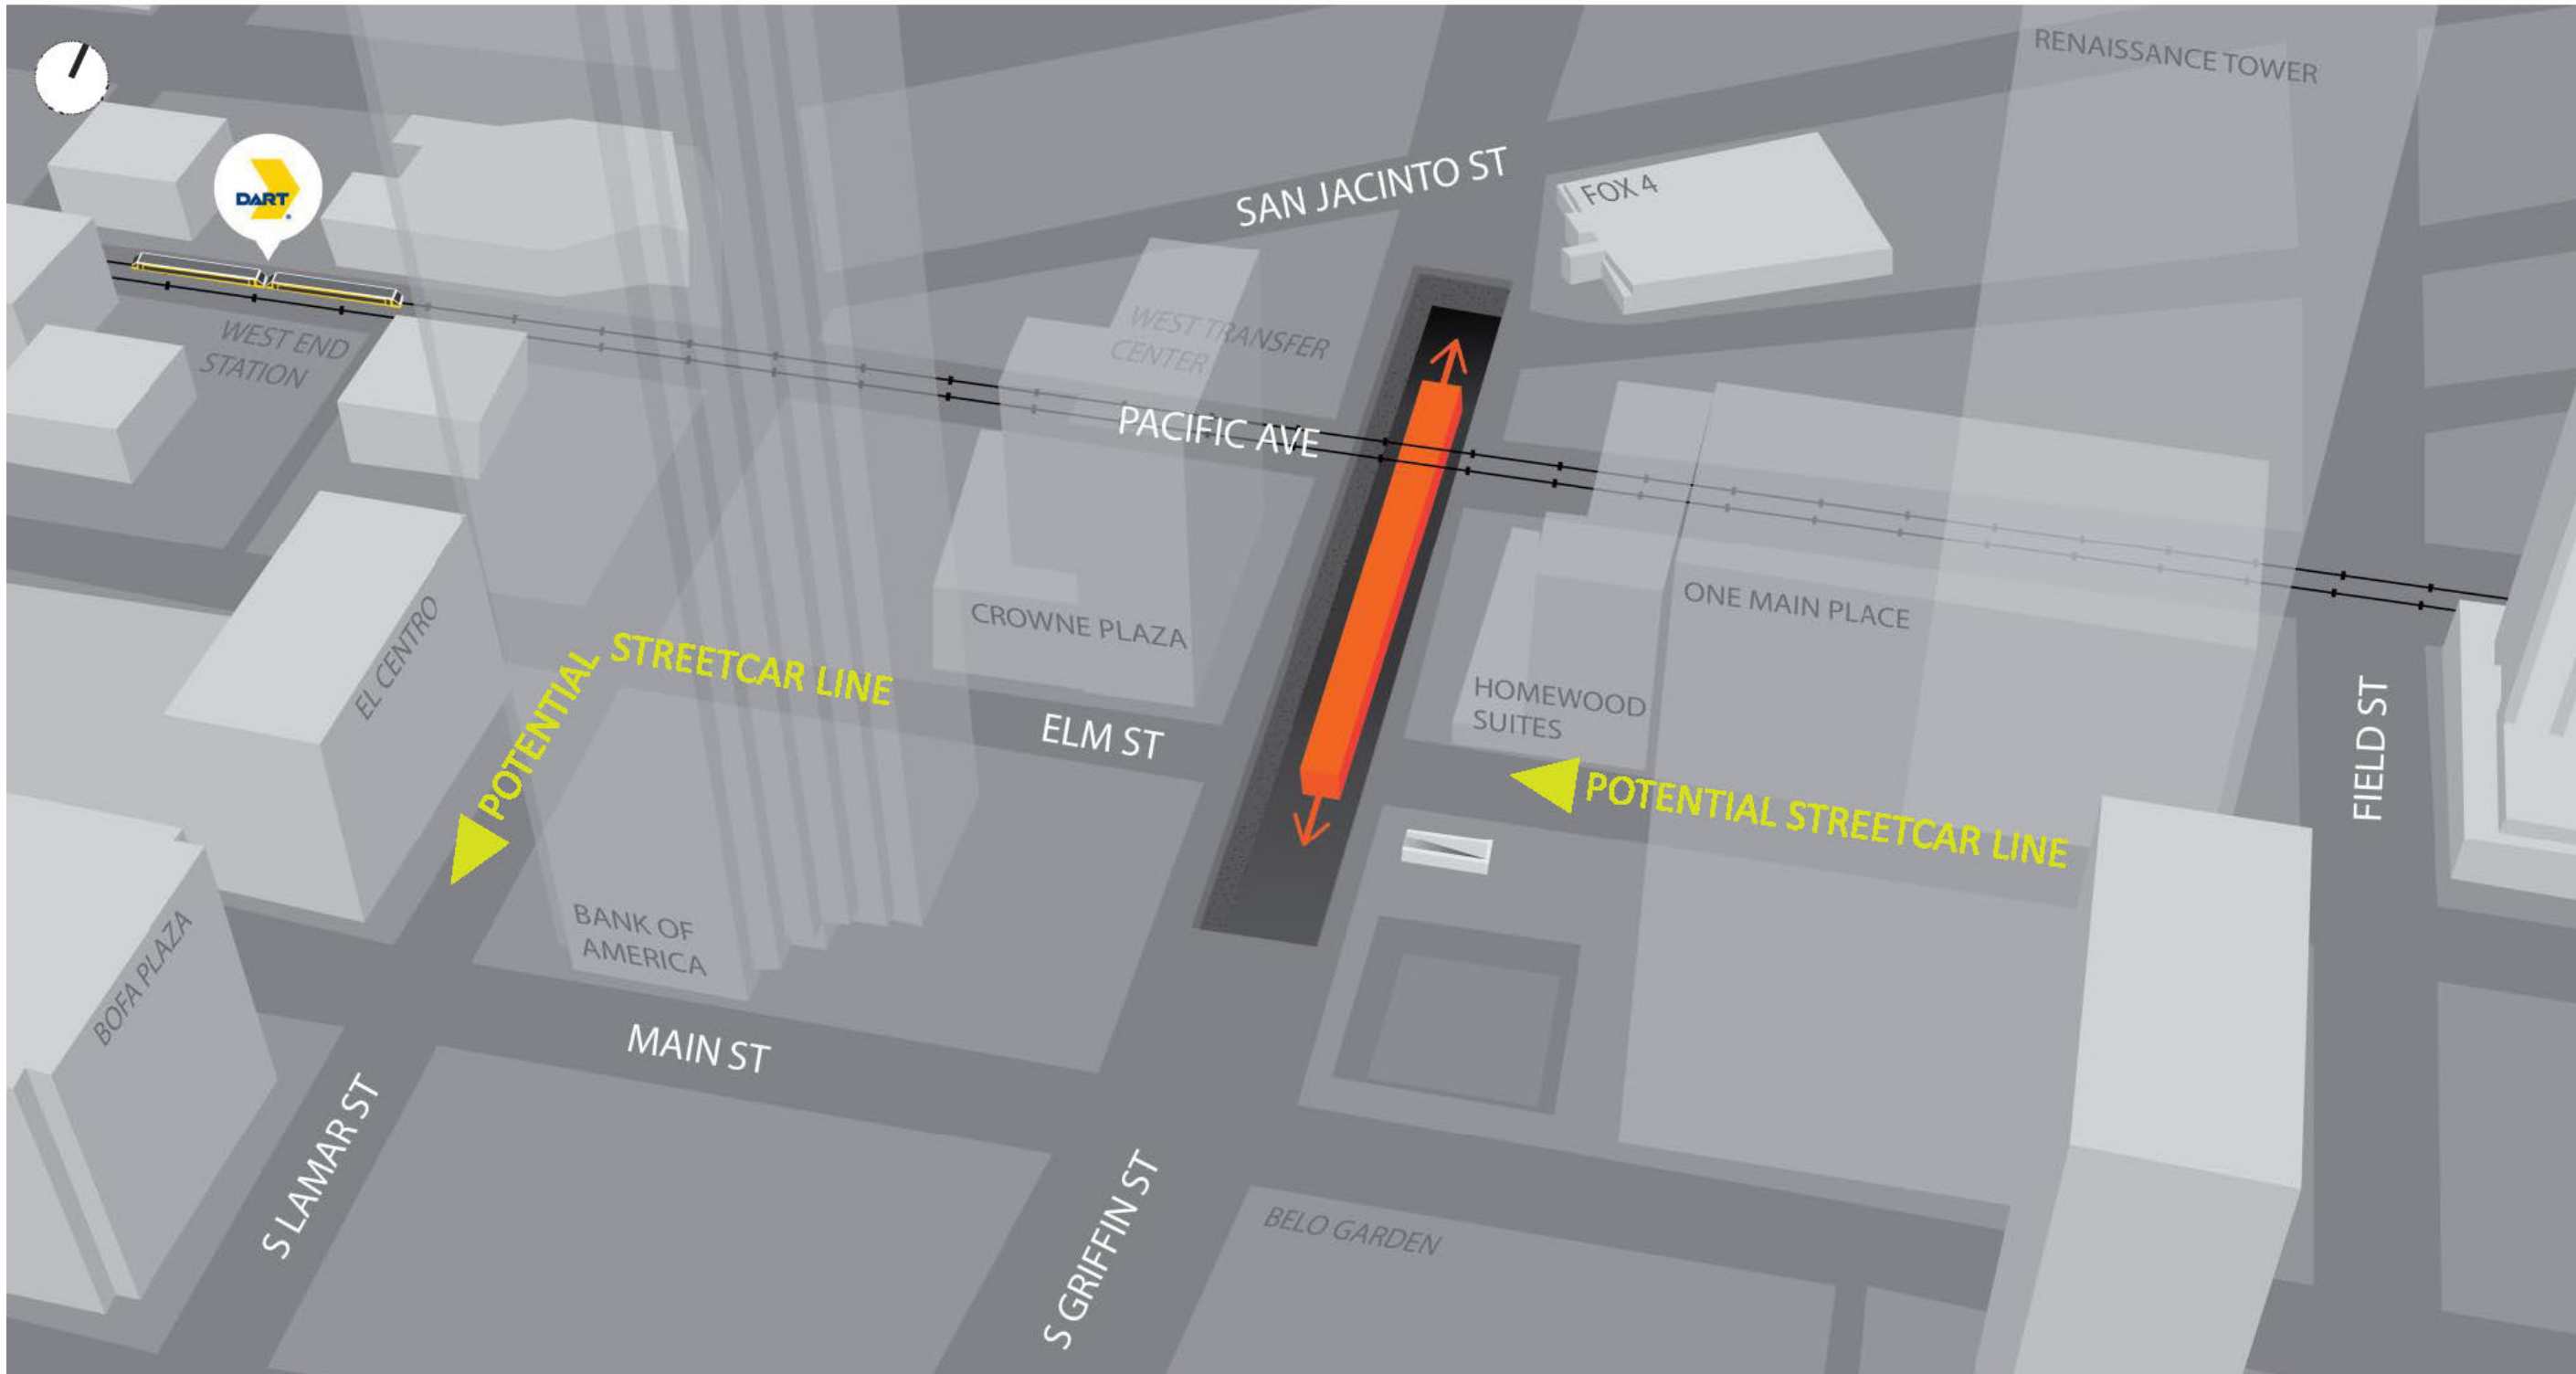 RENAISSANCE TOWER
DART
SAN JACINTO ST
FOX 4
WEST END
STATION
WEST TRANSFER
CENTER
PACIFIC AVE
CROWNE PLAZA
ONE MAIN PLACE
EL CENTRO
POTENTIAL STREETCAR LINE
ELM ST
HOMEWOOD
SUITES
POTENTIAL STREETCAR LINE
FIELD ST
BANK OF
AMERICA
BOFA PLAZA
MAIN ST
S LAMAR ST
S GRIFFIN ST
BELO GARDEN